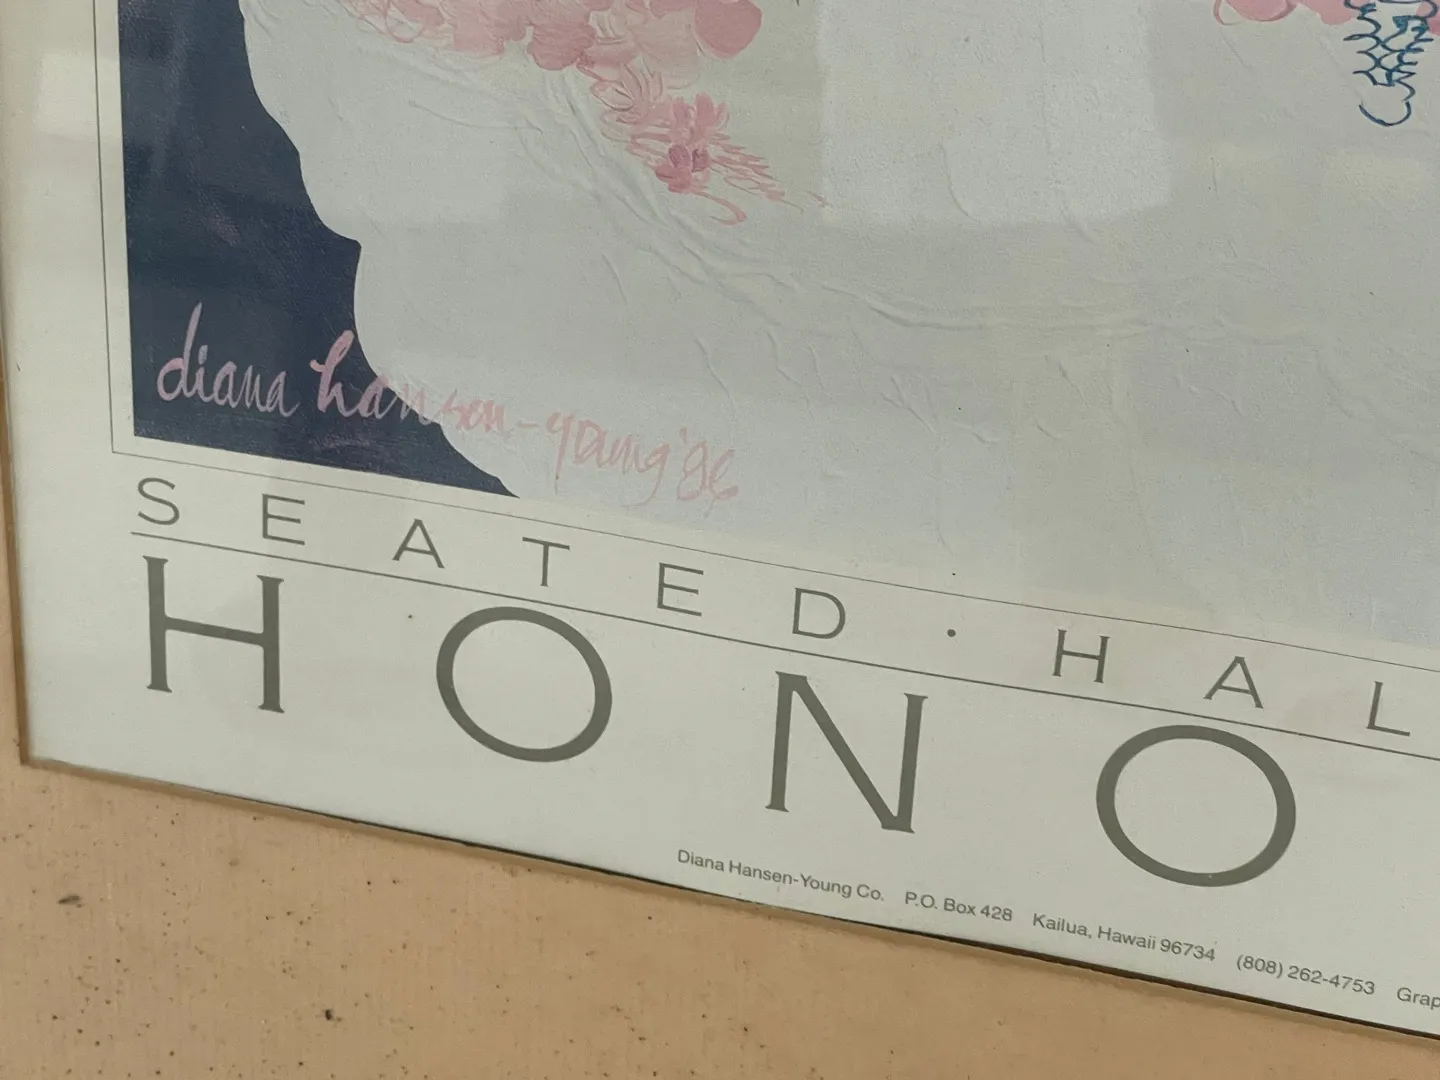 diana hansen-young '86
SEATED · HAL
HONO
Diana Hansen-Young Co. P.O. Box 428 Kailua, Hawaii 96734 (808) 262-4753 Grap